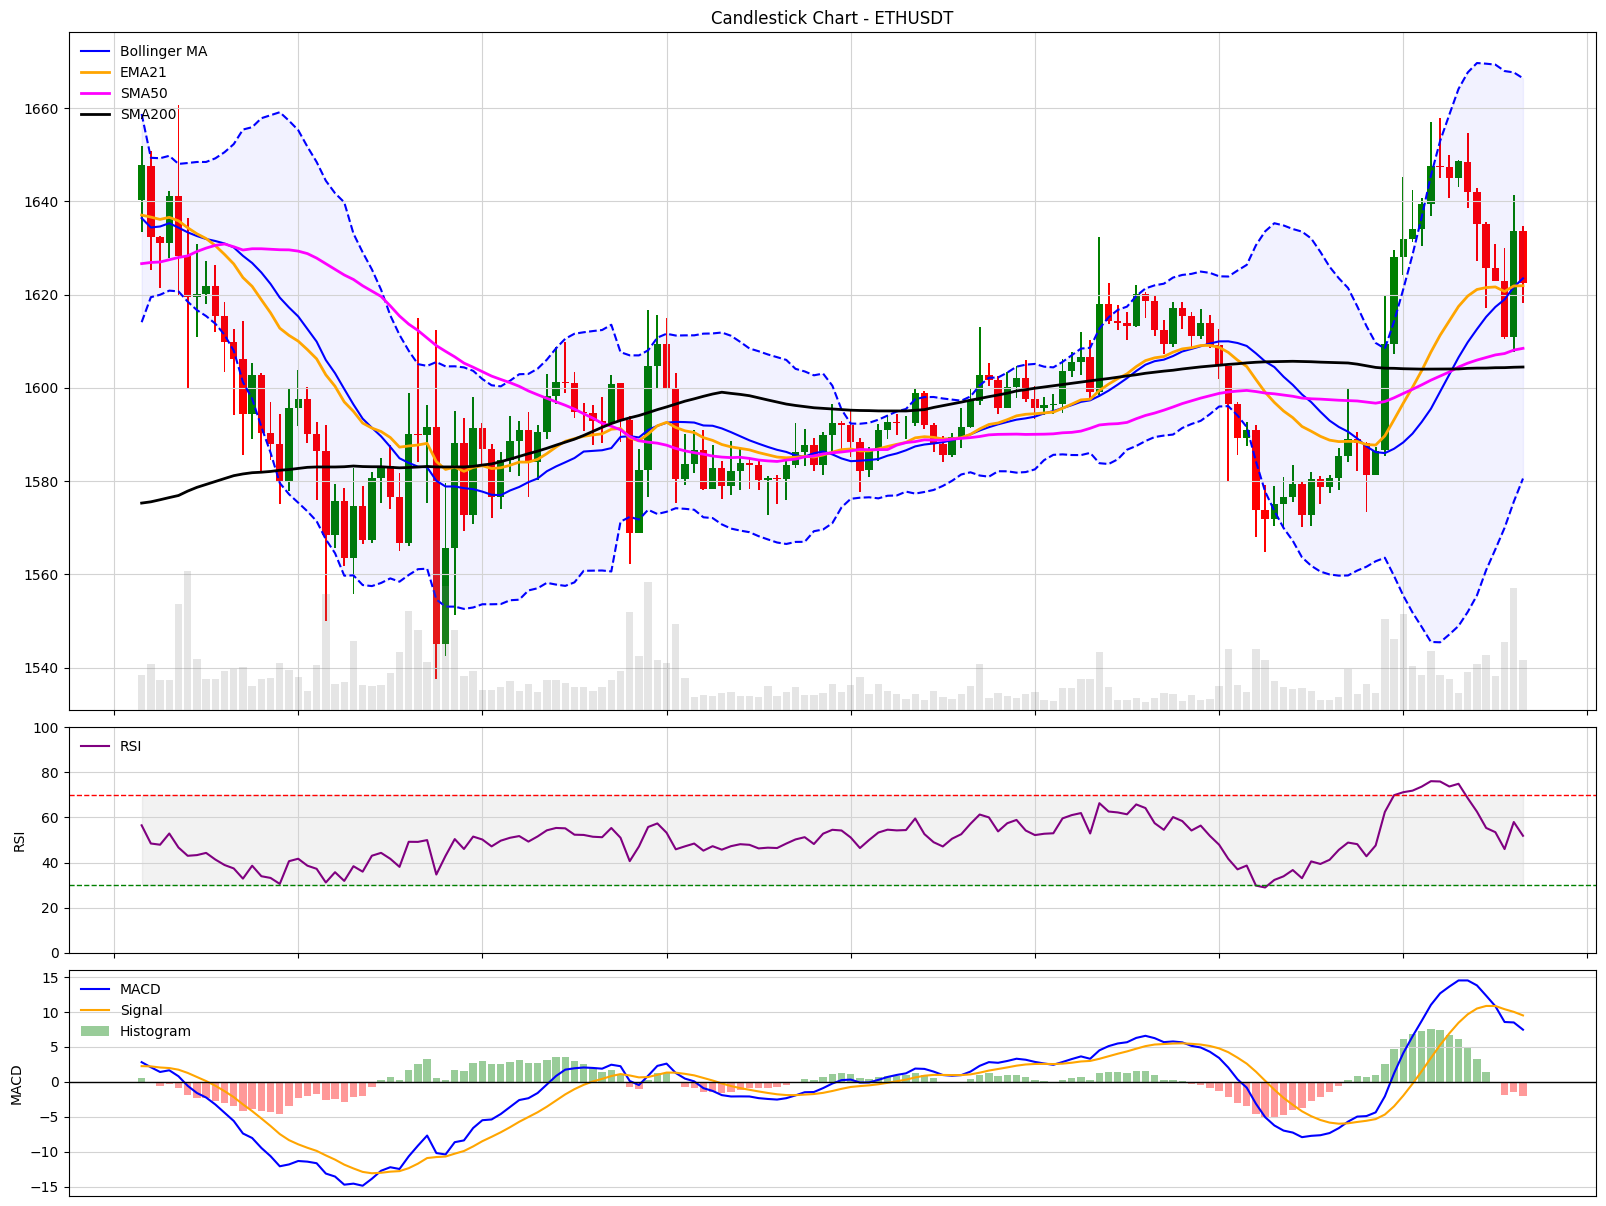 Candlestick Chart - ETHUSDT
Bollinger MA
EMA21
SMA50
SMA200
1660
1640
1620
1600
1580
1560
1540
RSI
100
80
60
40
20
0
RSI
MACD
Signal
Histogram
15
10
5
0
−5
−10
−15
MACD